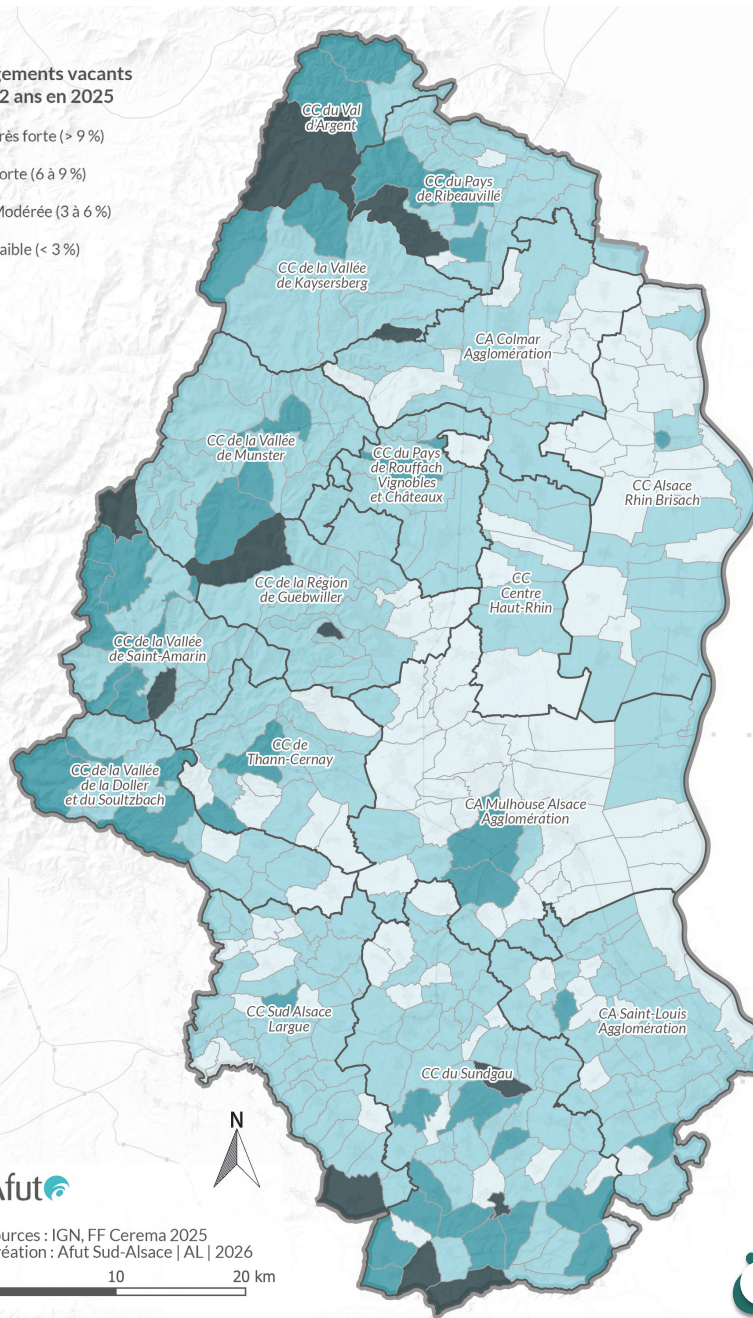 gements vacants
2 ans en 2025
rès forte (> 9 %)
orte (6 à 9 %)
Modérée (3 à 6 %)
aible (< 3 %)
CC du Val
d'Argent
CC du Pays
de Ribeauvillé
CC de la Vallée
de Kaysersberg
CA Colmar
Agglomération
CC de la Vallée
de Munster
CC du Pays
de Rouffach
Vignobles
et Châteaux
CC Alsace
Rhin Brisach
CC de la Région
de Guebwiller
CC
Centre
Haut-Rhin
CC de la Vallée
de Saint-Amarin
CC de
Thann-Cernay
CC de la Vallée
de la Doller
et du Soultzbach
CA Mulhouse Alsace
Agglomération
CC Sud Alsace
Largue
CA Saint-Louis
Agglomération
CC du Sundgau
N
Afut
ources : IGN, FF Cerema 2025
réation : Afut Sud-Alsace | AL | 2026
10 20 km